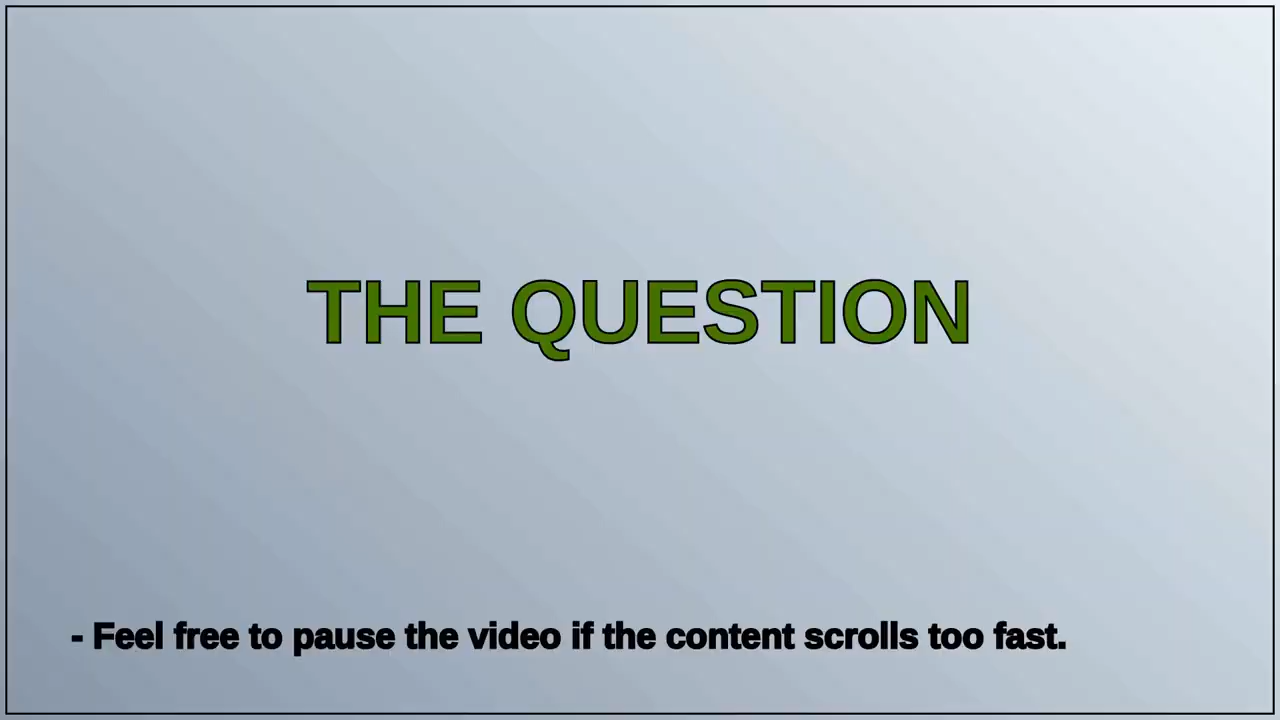 THE QUESTION
- Feel free to pause the video if the content scrolls too fast.